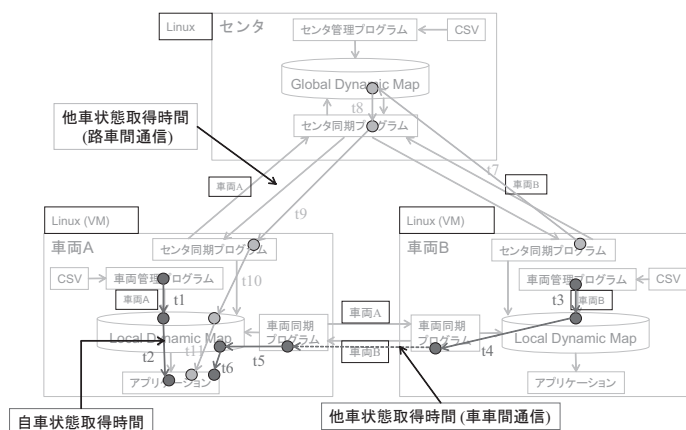 Linux
センタ
センタ管理プログラム
CSV
Global Dynamic Map
t8
センタ同期プログラム
他車状態取得時間
(路車間通信)
車両A
t7
車両B
t9
Linux (VM)
車両A
センタ同期プログラム
CSV
車両管理プログラム
t10
車両A
t1
Local Dynamic Map
t2
t11
車両同期
プログラム
t5
t6
アプリケーション
車両A
車両B
Linux (VM)
車両B
センタ同期プログラム
車両管理プログラム
CSV
t3
車両B
車両同期
プログラム
t4
Local Dynamic Map
アプリケーション
自車状態取得時間
他車状態取得時間 (車車間通信)